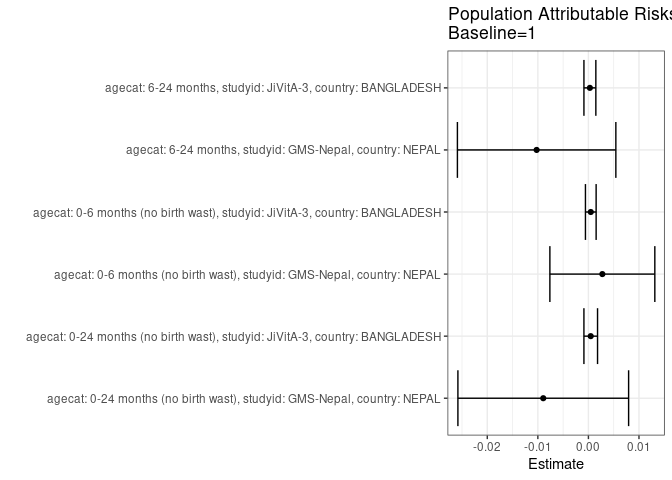 Population Attributable Risks
Baseline=1
agecat: 6-24 months, studyid: JiVitA-3, country: BANGLADESH
agecat: 6-24 months, studyid: GMS-Nepal, country: NEPAL
agecat: 0-6 months (no birth wast), studyid: JiVitA-3, country: BANGLADESH
agecat: 0-6 months (no birth wast), studyid: GMS-Nepal, country: NEPAL
agecat: 0-24 months (no birth wast), studyid: JiVitA-3, country: BANGLADESH
agecat: 0-24 months (no birth wast), studyid: GMS-Nepal, country: NEPAL
-0.02 -0.01 0.00 0.01
Estimate